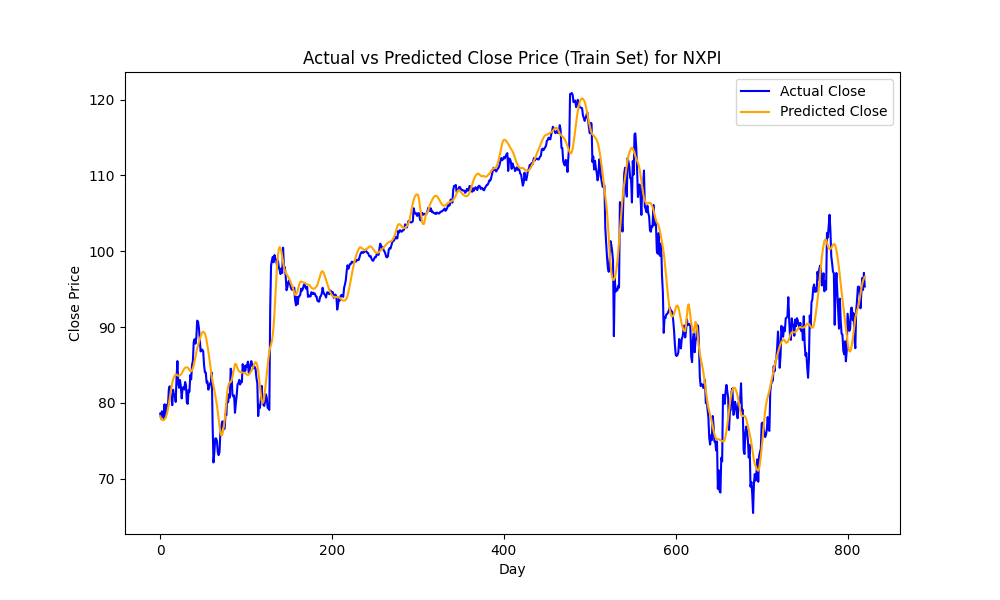 Actual vs Predicted Close Price (Train Set) for NXPI
Actual Close
Predicted Close
Close Price
120
110
100
90
80
70
0 200 400 600 800
Day